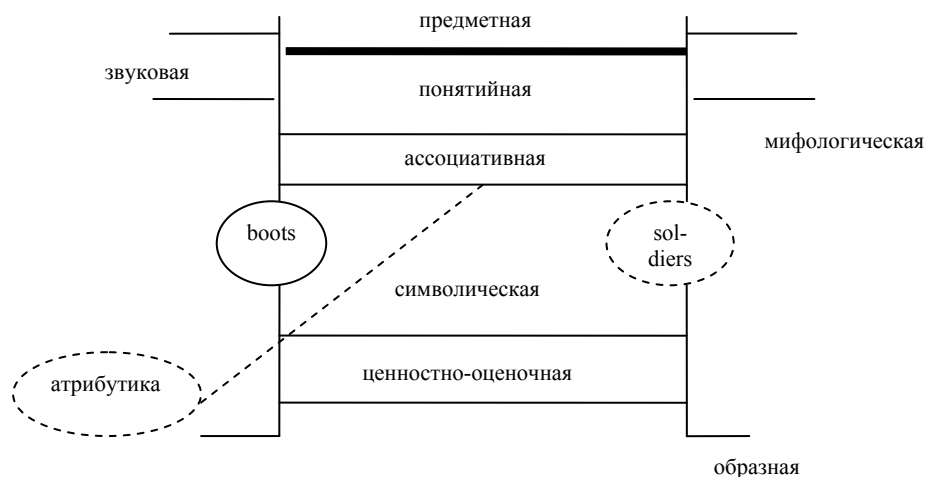 предметная
звуковая
понятийная
мифологическая
ассоциативная
boots
sol-
diers
символическая
ценностно-оценочная
атрибутика
образная